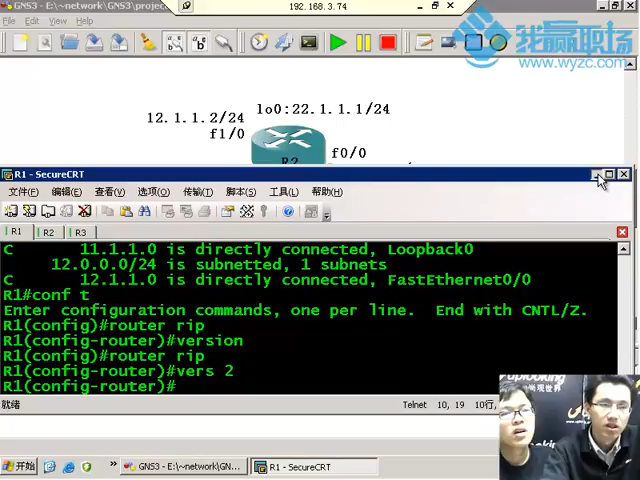 GNS3 - E:\~network\GNS3\project
192.168.3.74
File Edit View
我赢职场
www.wyzc.com
lo0:22.1.1.1/24
12.1.1.2/24
f1/0
R2
f0/0
R1 - SecureCRT
文件(F) 编辑(E) 查看(V) 选项(O) 传输(T) 脚本(S) 工具(L) 帮助(H)
R1 R2 R3
C 11.1.1.0 is directly connected, Loopback0
12.0.0.0/24 is subnetted, 1 subnets
C 12.1.1.0 is directly connected, FastEthernet0/0
R1#conf t
Enter configuration commands, one per line. End with CNTL/Z.
R1(config)#router rip
R1(config-router)#version
R1(config)#router rip
R1(config-router)#vers 2
R1(config-router)#
就绪
Telnet 10, 19 10行,
开始
GNS3 - E:\~network\GN...
R1 - SecureCRT